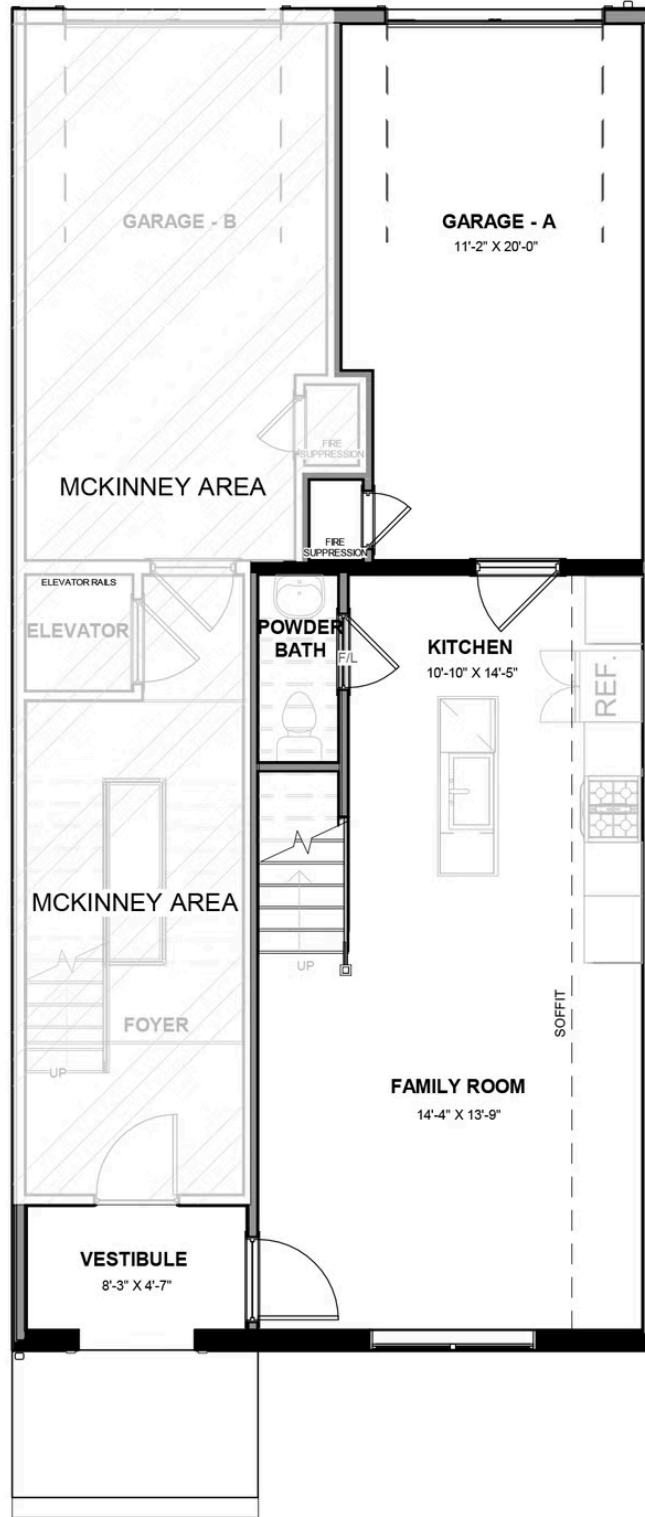 GARAGE - B
GARAGE - A
11'-2" X 20'-0"
FIRE
SUPPRESSION
MCKINNEY AREA
FIRE
SUPPRESSION
ELEVATOR RAILS
ELEVATOR
POWDER
BATH
F/L
KITCHEN
10'-10" X 14'-5"
REF.
MCKINNEY AREA
UP
SOFFIT
FOYER
UP
FAMILY ROOM
14'-4" X 13'-9"
VESTIBULE
8'-3" X 4'-7"